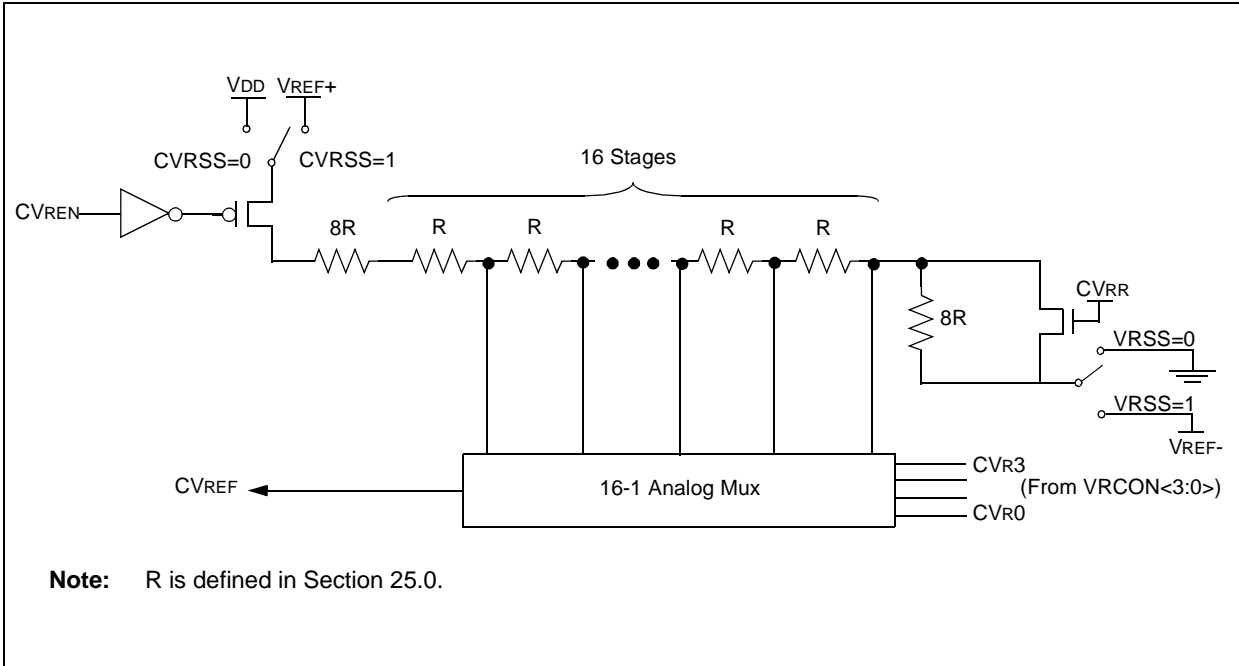 VDD VREF+
CVRSS=0 CVRSS=1
16 Stages
CVREN
8R R R R R
CVRR
8R
VRSS=0
VRSS=1
VREF-
CVREF
16-1 Analog Mux
CVR3
(From VRCON<3:0>)
CVR0
Note: R is defined in Section 25.0.